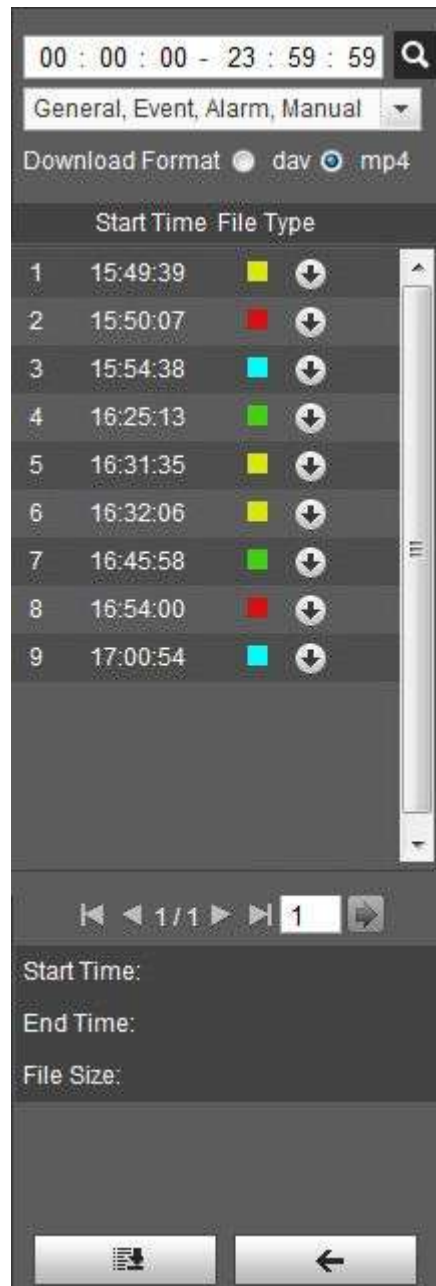 00 : 00 : 00 - 23 : 59 : 59
General, Event, Alarm, Manual
Download Format dav mp4
Start Time File Type
1 15:49:39
2 15:50:07
3 15:54:38
4 16:25:13
5 16:31:35
6 16:32:06
7 16:45:58
8 16:54:00
9 17:00:54
1 / 1 1
Start Time:
End Time:
File Size: